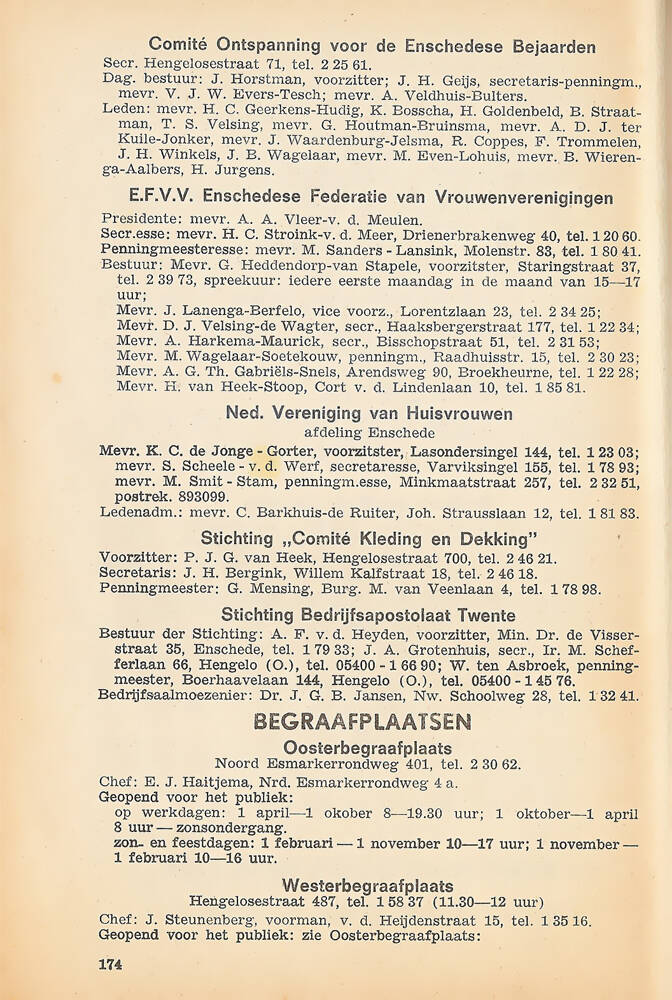 Comité Ontspanning voor de Enschedese Bejaarden
Secr. Hengelosestraat 71, tel. 2 25 61.
Dag. bestuur: J. Horstman, voorzitter; J. H. Geijs, secretaris-penningm.,
mevr. V. J. W. Evers-Tesch; mevr. A. Veldhuis-Bulters.
Leden: mevr. H. C. Geerkens-Hudig, K. Bosscha, H. Goldenbeld, B. Straat-
man, T. S. Velsing, mevr. G. Houtman-Bruinsma, mevr. A. D. J. ter
Kuile-Jonker, mevr. J. Waardenburg-Jelsma, R. Coppes, F. Trommelen,
J. H. Winkels, J. B. Wagelaar, mevr. M. Even-Lohuis, mevr. B. Wieren-
ga-Aalbers, H. Jurgens.
E.F.V.V. Enschedese Federatie van Vrouwenverenigingen
Presidente: mevr. A. A. Vleer-v. d. Meulen.
Secr.esse: mevr. H. C. Stroink-v. d. Meer, Drienerbrakenweg 40, tel. 1 20 60.
Penningmeesteresse: mevr. M. Sanders - Lansink, Molenstr. 83, tel. 1 80 41.
Bestuur: Mevr. G. Heddendorp-van Stapele, voorzitster, Staringstraat 37,
tel. 2 39 73, spreekuur: iedere eerste maandag in de maand van 15—17
uur;
Mevr. J. Lanenga-Berfelo, vice voorz., Lorentzlaan 23, tel. 2 34 25;
Mevr. D. J. Velsing-de Wagter, secr., Haaksbergerstraat 177, tel. 1 22 34;
Mevr. A. Harkema-Maurick, secr., Bisschopstraat 51, tel. 2 31 53;
Mevr. M. Wagelaar-Soetekouw, penningm., Raadhuisstr. 15, tel. 2 30 23;
Mevr. A. G. Th. Gabriëls-Snels, Arendsweg 90, Broekheurne, tel. 1 22 28;
Mevr. H. van Heek-Stoop, Cort v. d. Lindenlaan 10, tel. 1 85 81.
Ned. Vereniging van Huisvrouwen
afdeling Enschede
Mevr. K. C. de Jonge - Gorter, voorzitster, Lasondersingel 144, tel. 1 23 03;
mevr. S. Scheele - v. d. Werf, secretaresse, Varviksingel 155, tel. 1 78 93;
mevr. M. Smit - Stam, penningm.esse, Minkmaatstraat 257, tel. 2 32 51,
postrek. 893099.
Ledenadm.: mevr. C. Barkhuis-de Ruiter, Joh. Strausslaan 12, tel. 1 81 83.
Stichting „Comité Kleding en Dekking”
Voorzitter: P. J. G. van Heek, Hengelosestraat 700, tel. 2 46 21.
Secretaris: J. H. Bergink, Willem Kalfstraat 18, tel. 2 46 18.
Penningmeester: G. Mensing, Burg. M. van Veenlaan 4, tel. 1 78 98.
Stichting Bedrijfsapostolaat Twente
Bestuur der Stichting: A. F. v. d. Heyden, voorzitter, Min. Dr. de Visser-
straat 35, Enschede, tel. 1 79 33; J. A. Grotenhuis, secr., Ir. M. Schef-
ferlaan 66, Hengelo (O.), tel. 05400 - 1 66 90; W. ten Asbroek, penning-
meester, Boerhaavelaan 144, Hengelo (O.), tel. 05400 - 1 45 76.
Bedrijfsaalmoezenier: Dr. J. G. B. Jansen, Nw. Schoolweg 28, tel. 1 32 41.
BEGRAAFPLAATSEN
Oosterbegraafplaats
Noord Esmarkerrondweg 401, tel. 2 30 62.
Chef: E. J. Haitjema, Nrd. Esmarkerrondweg 4 a.
Geopend voor het publiek:
op werkdagen: 1 april—1 okober 8—19.30 uur; 1 oktober—1 april
8 uur — zonsondergang.
zon- en feestdagen: 1 februari — 1 november 10—17 uur; 1 november —
1 februari 10—16 uur.
Westerbegraafplaats
Hengelosestraat 487, tel. 1 58 37 (11.30—12 uur)
Chef: J. Steunenberg, voorman, v. d. Heijdenstraat 15, tel. 1 35 16.
Geopend voor het publiek: zie Oosterbegraafplaats:
174